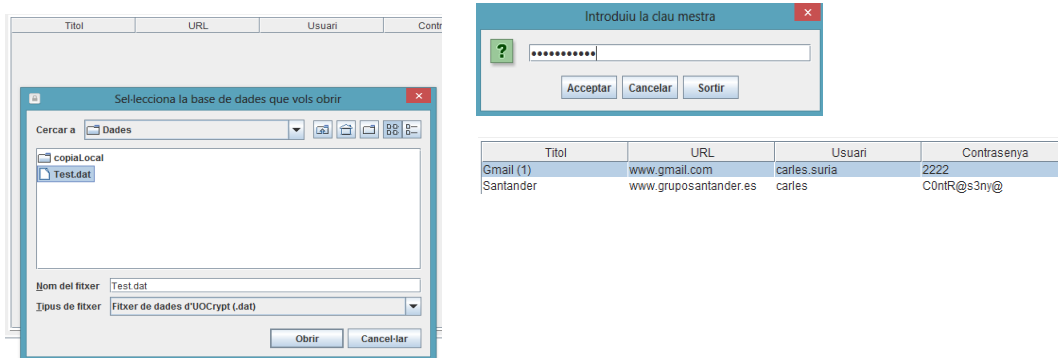 Titol URL Usuari Contr
Sel·lecciona la base de dades que vols obrir
Cercar a Dades
copiaLocal
Test.dat
Nom del fitxer Test.dat
Tipus de fitxer Fitxer de dades d'UOCrypt (.dat)
Obrir Cancel·lar
Introduiu la clau mestra
?
•••••••••••
Acceptar Cancelar Sortir
Titol URL Usuari Contrasenya
Gmail (1) www.gmail.com carles.suria 2222
Santander www.gruposantander.es carles C0ntR@s3ny@